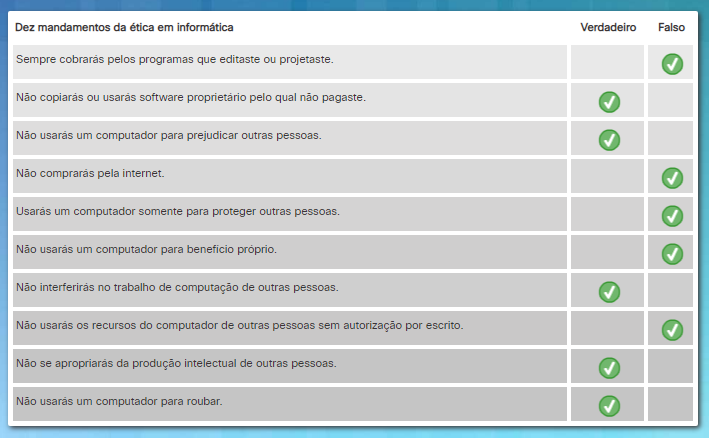 Dez mandamentos da ética em informática Verdadeiro Falso
Sempre cobrarás pelos programas que editaste ou projetaste.
Não copiarás ou usarás software proprietário pelo qual não pagaste.
Não usarás um computador para prejudicar outras pessoas.
Não comprarás pela internet.
Usarás um computador somente para proteger outras pessoas.
Não usarás um computador para benefício próprio.
Não interferirás no trabalho de computação de outras pessoas.
Não usarás os recursos do computador de outras pessoas sem autorização por escrito.
Não se apropriarás da produção intelectual de outras pessoas.
Não usarás um computador para roubar.